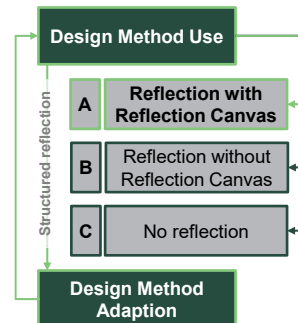 Design Method Use
Structured reflection
A
Reflection with
Reflection Canvas
B
Reflection without
Reflection Canvas
C
No reflection
Design Method
Adaption